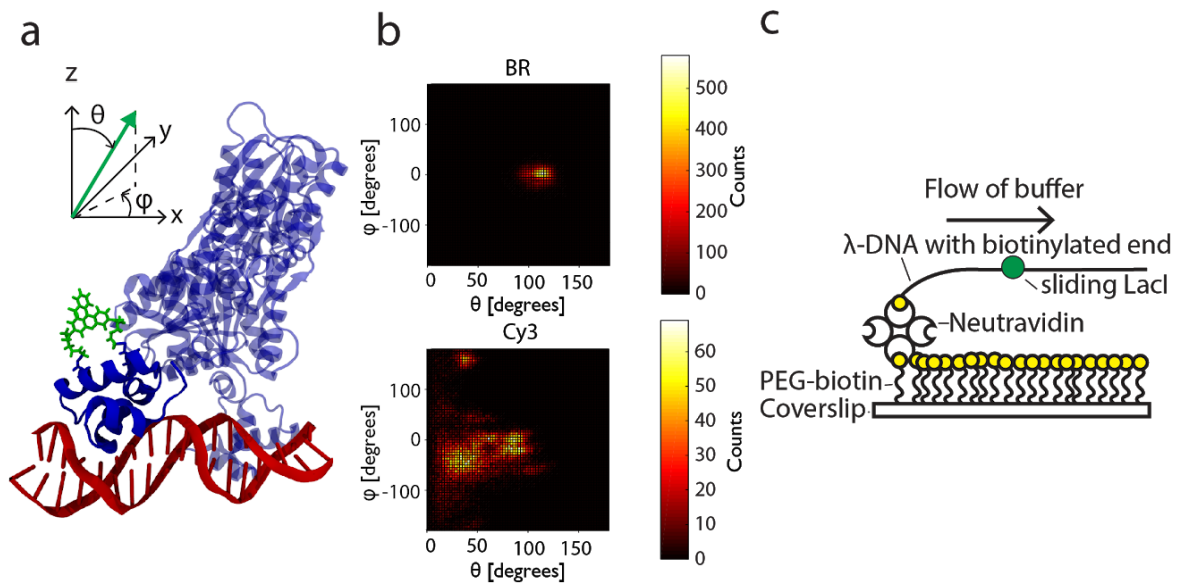 a
z
θ
y
φ
x
b
BR
100
0
-100
φ [degrees]
0
50
100
150
θ [degrees]
500
400
300
200
100
0
Counts
Cy3
100
0
-100
φ [degrees]
0
50
100
150
θ [degrees]
60
50
40
30
20
10
0
Counts
c
Flow of buffer
λ-DNA with biotinylated end
sliding LacI
Neutravidin
PEG-biotin
Coverslip